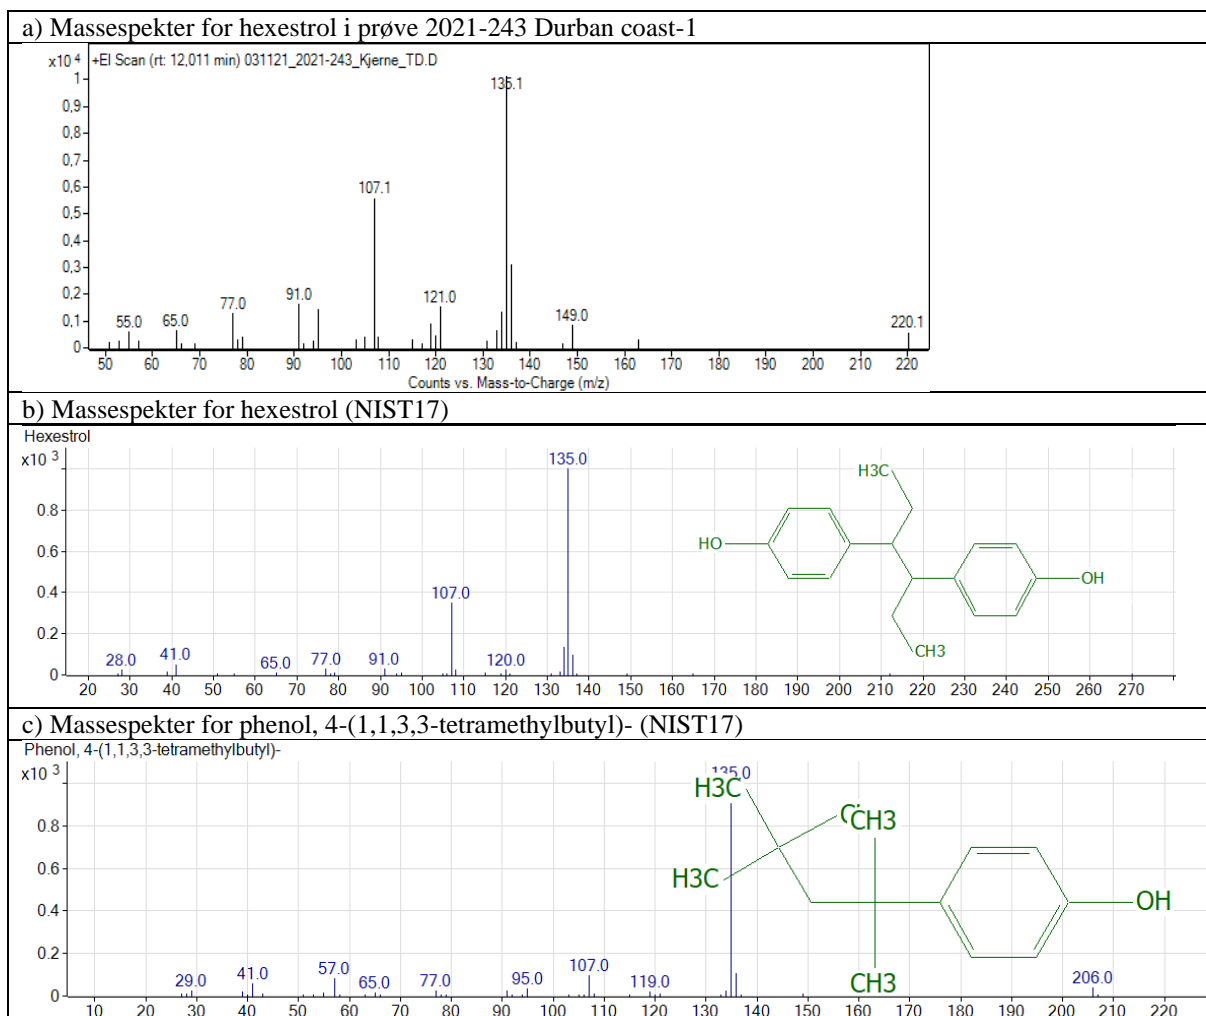 a) Massespekter for hexestrol i prøve 2021-243 Durban coast-1
x10 4 +EI Scan (rt: 12,011 min) 031121_2021-243_Kjerne_TD.D
1
135.1
0,9
0,8
0,7
0,6
107.1
0,5
0,4
0,3
0,2
77.0 91.0 121.0
0,1
55.0 65.0 149.0 220.1
0
50 60 70 80 90 100 110 120 130 140 150 160 170 180 190 200 210 220
Counts vs. Mass-to-Charge (m/z)
b) Massespekter for hexestrol (NIST17)
Hexestrol
x10 3
135.0
H3C
0.8
HO
0.6
OH
0.4
107.0
CH3
0.2
28.0 41.0 65.0 77.0 91.0 120.0
0
20 30 40 50 60 70 80 90 100 110 120 130 140 150 160 170 180 190 200 210 220 230 240 250 260 270
c) Massespekter for phenol, 4-(1,1,3,3-tetramethylbutyl)- (NIST17)
Phenol, 4-(1,1,3,3-tetramethylbutyl)-
x10 3
135.0
H3C
CH3
0.8
H3C
0.6
OH
0.4
CH3
0.2
29.0 41.0 57.0 65.0 77.0 95.0 107.0 119.0 206.0
0
10 20 30 40 50 60 70 80 90 100 110 120 130 140 150 160 170 180 190 200 210 220